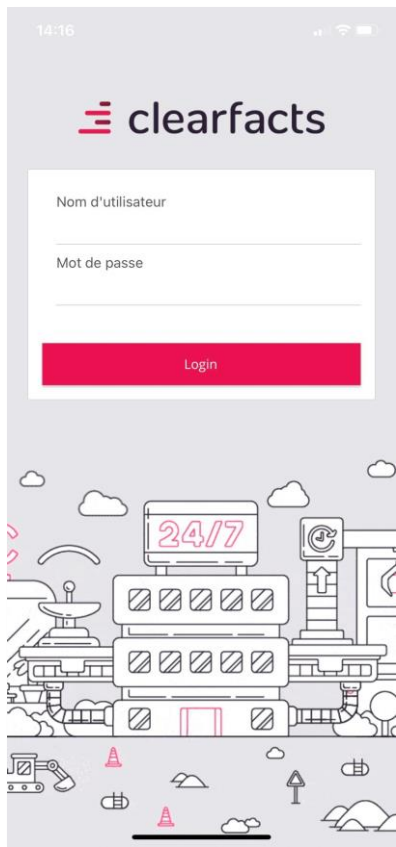 14:16
clearfacts
Nom d'utilisateur
Mot de passe
Login
24/7